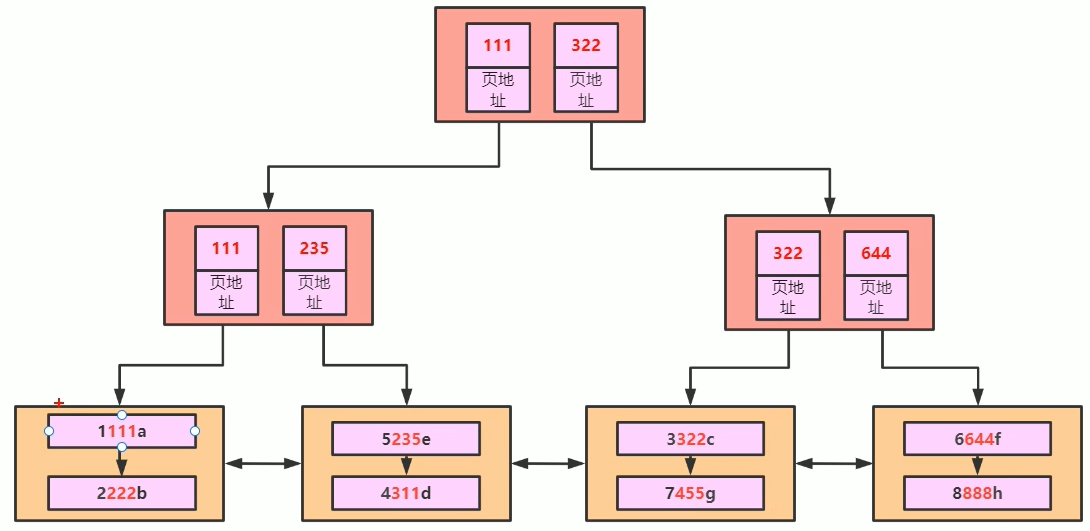 111 322
页地址 页地址
111 235
页地址 页地址
322 644
页地址 页地址
1111a
2222b
5235e
4311d
3322c
7455g
6644f
8888h